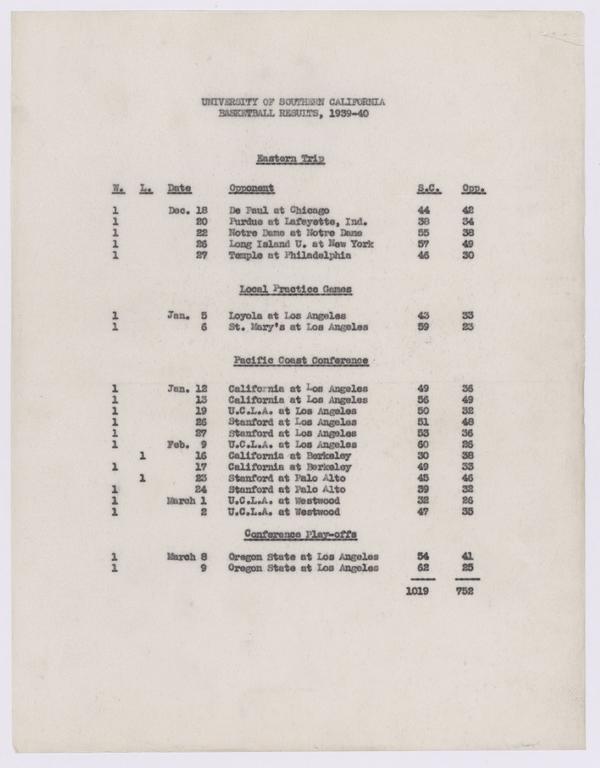 UNIVERSITY OF SOUTHERN CALIFORNIA
BASKETBALL RESULTS, 1939-40
Eastern Trip
W. L. Date Opponent S.C. Opp.
1 Dec. 18 De Paul at Chicago 44 42
1 20 Purdue at Lafayette, Ind. 38 34
1 22 Notre Dame at Notre Dame 55 38
1 26 Long Island U. at New York 57 49
1 27 Temple at Philadelphia 46 30
Local Practice Games
1 Jan. 5 Loyola at Los Angeles 43 33
1 6 St. Mary's at Los Angeles 59 23
Pacific Coast Conference
1 Jan. 12 California at Los Angeles 49 36
1 13 California at Los Angeles 56 49
1 19 U.C.L.A. at Los Angeles 50 32
1 26 Stanford at Los Angeles 51 48
1 27 Stanford at Los Angeles 53 36
1 Feb. 9 U.C.L.A. at Los Angeles 60 26
1 16 California at Berkeley 30 38
1 17 California at Berkeley 49 33
1 23 Stanford at Palo Alto 45 46
1 24 Stanford at Palo Alto 39 32
1 March 1 U.C.L.A. at Westwood 32 26
1 2 U.C.L.A. at Westwood 47 35
Conference Play-offs
1 March 8 Oregon State at Los Angeles 54 41
1 9 Oregon State at Los Angeles 62 25
1019 752